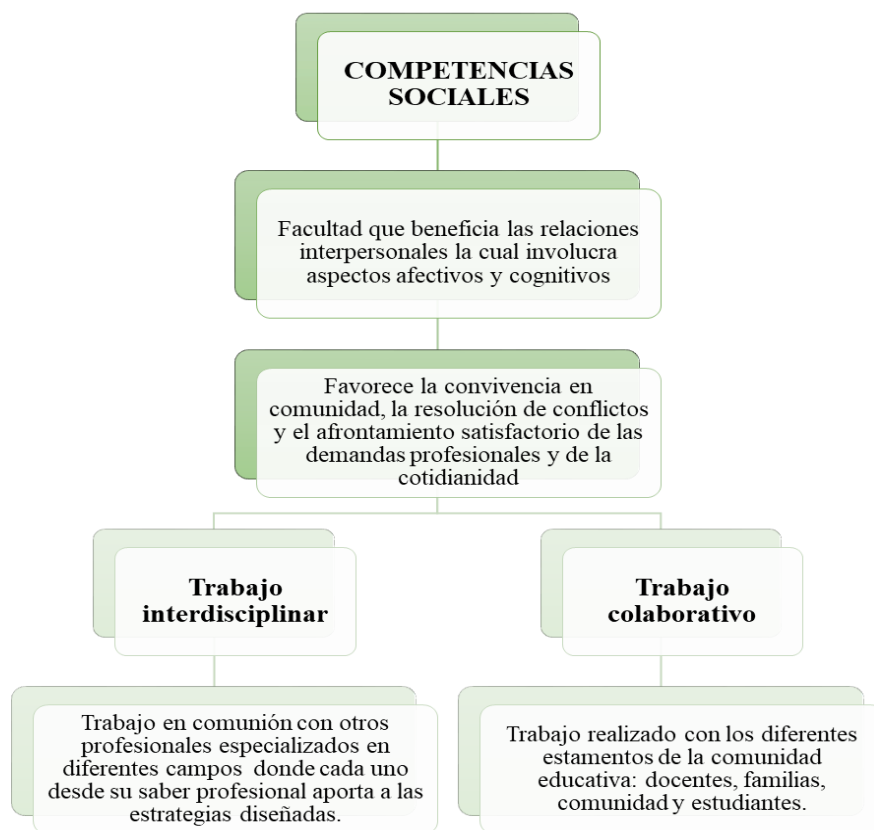 COMPETENCIAS
SOCIALES
Facultad que beneficia las relaciones
interpersonales la cual involucra
aspectos afectivos y cognitivos
Favorece la convivencia en
comunidad, la resolución de conflictos
y el afrontamiento satisfactorio de las
demandas profesionales y de la
cotidianidad
Trabajo
interdisciplinar
Trabajo
colaborativo
Trabajo en comunión con otros
profesionales especializados en
diferentes campos donde cada uno
desde su saber profesional aporta a las
estrategias diseñadas.
Trabajo realizado con los diferentes
estamentos de la comunidad
educativa: docentes, familias,
comunidad y estudiantes.